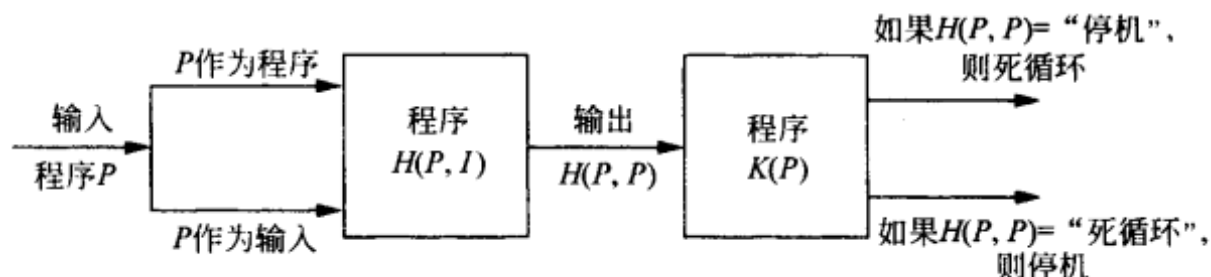 输入
程序P
P作为程序
P作为输入
程序
H(P, I)
输出
H(P, P)
程序
K(P)
如果H(P, P)=“停机”,
则死循环
如果H(P, P)=“死循环”,
则停机